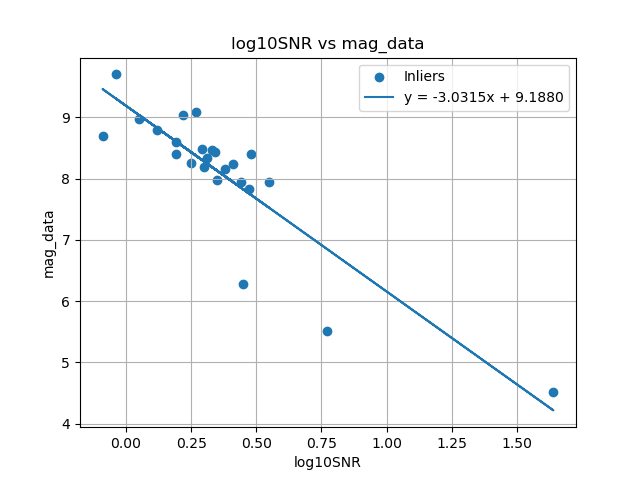 log10SNR vs mag_data
Inliers
y = -3.0315x + 9.1880
mag_data
9
8
7
6
5
4
0.00 0.25 0.50 0.75 1.00 1.25 1.50
log10SNR